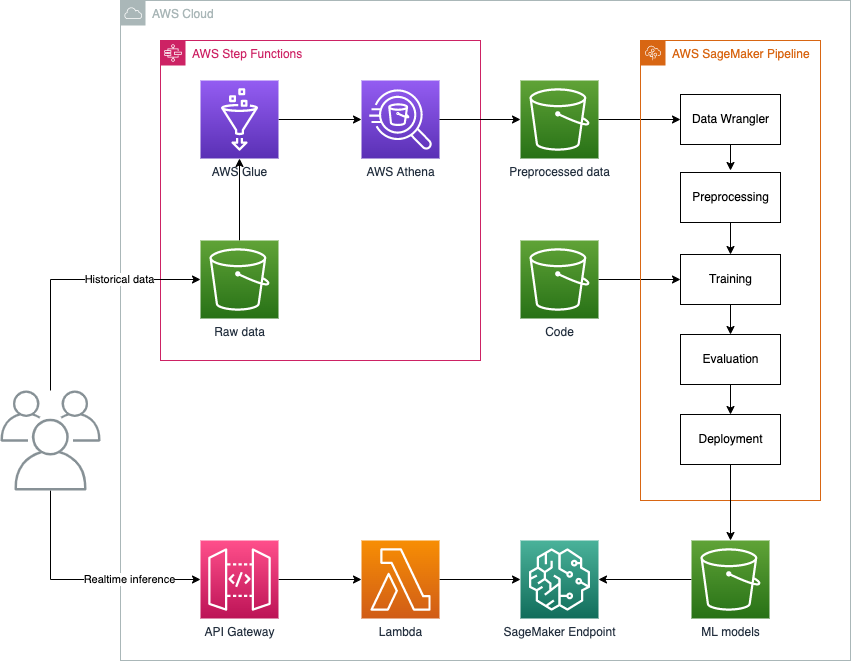 AWS Cloud
AWS Step Functions
AWS SageMaker Pipeline
Data Wrangler
AWS Glue
AWS Athena
Preprocessed data
Preprocessing
Historical data
Training
Raw data
Code
Evaluation
Deployment
Realtime inference
</>
API Gateway
Lambda
SageMaker Endpoint
ML models